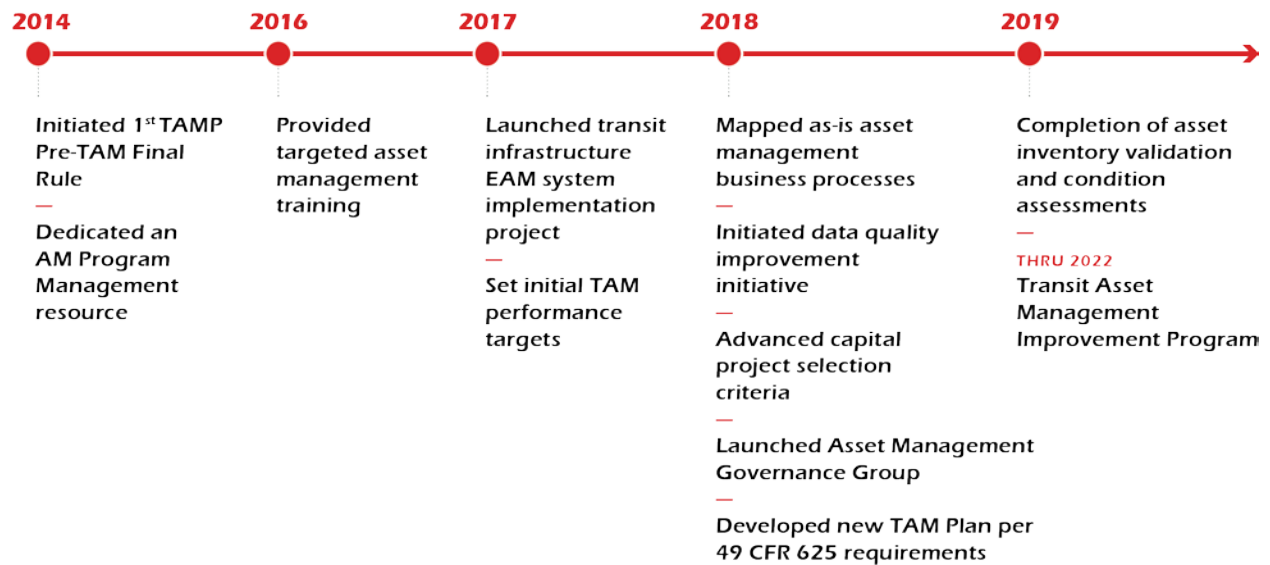 2014
Initiated 1st TAMP
Pre-TAM Final
Rule
—
Dedicated an
AM Program
Management
resource
2016
Provided
targeted asset
management
training
2017
Launched transit
infrastructure
EAM system
implementation
project
—
Set initial TAM
performance
targets
2018
Mapped as-is asset
management
business processes
—
Initiated data quality
improvement
initiative
—
Advanced capital
project selection
criteria
—
Launched Asset Management
Governance Group
—
Developed new TAM Plan per
49 CFR 625 requirements
2019
Completion of asset
inventory validation
and condition
assessments
—
THRU 2022
Transit Asset
Management
Improvement Program